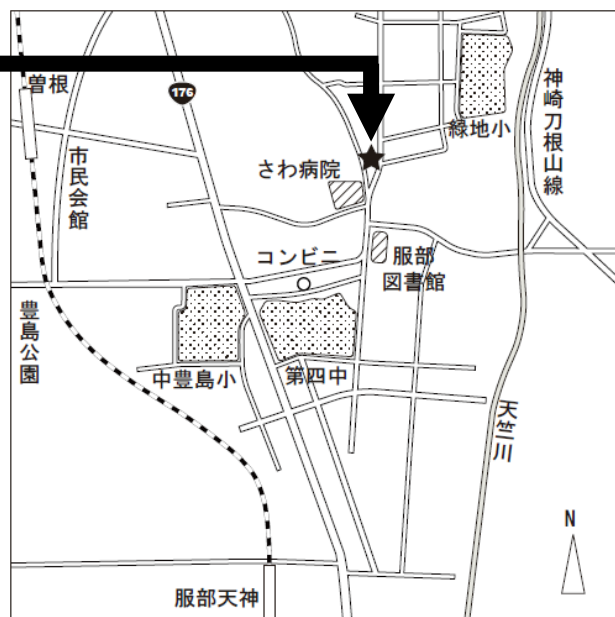 曽根
176
神崎刀根山線
緑地小
市民会館
さわ病院
コンビニ
服部
図書館
豊島公園
中豊島小
第四中
天竺川
N
服部天神